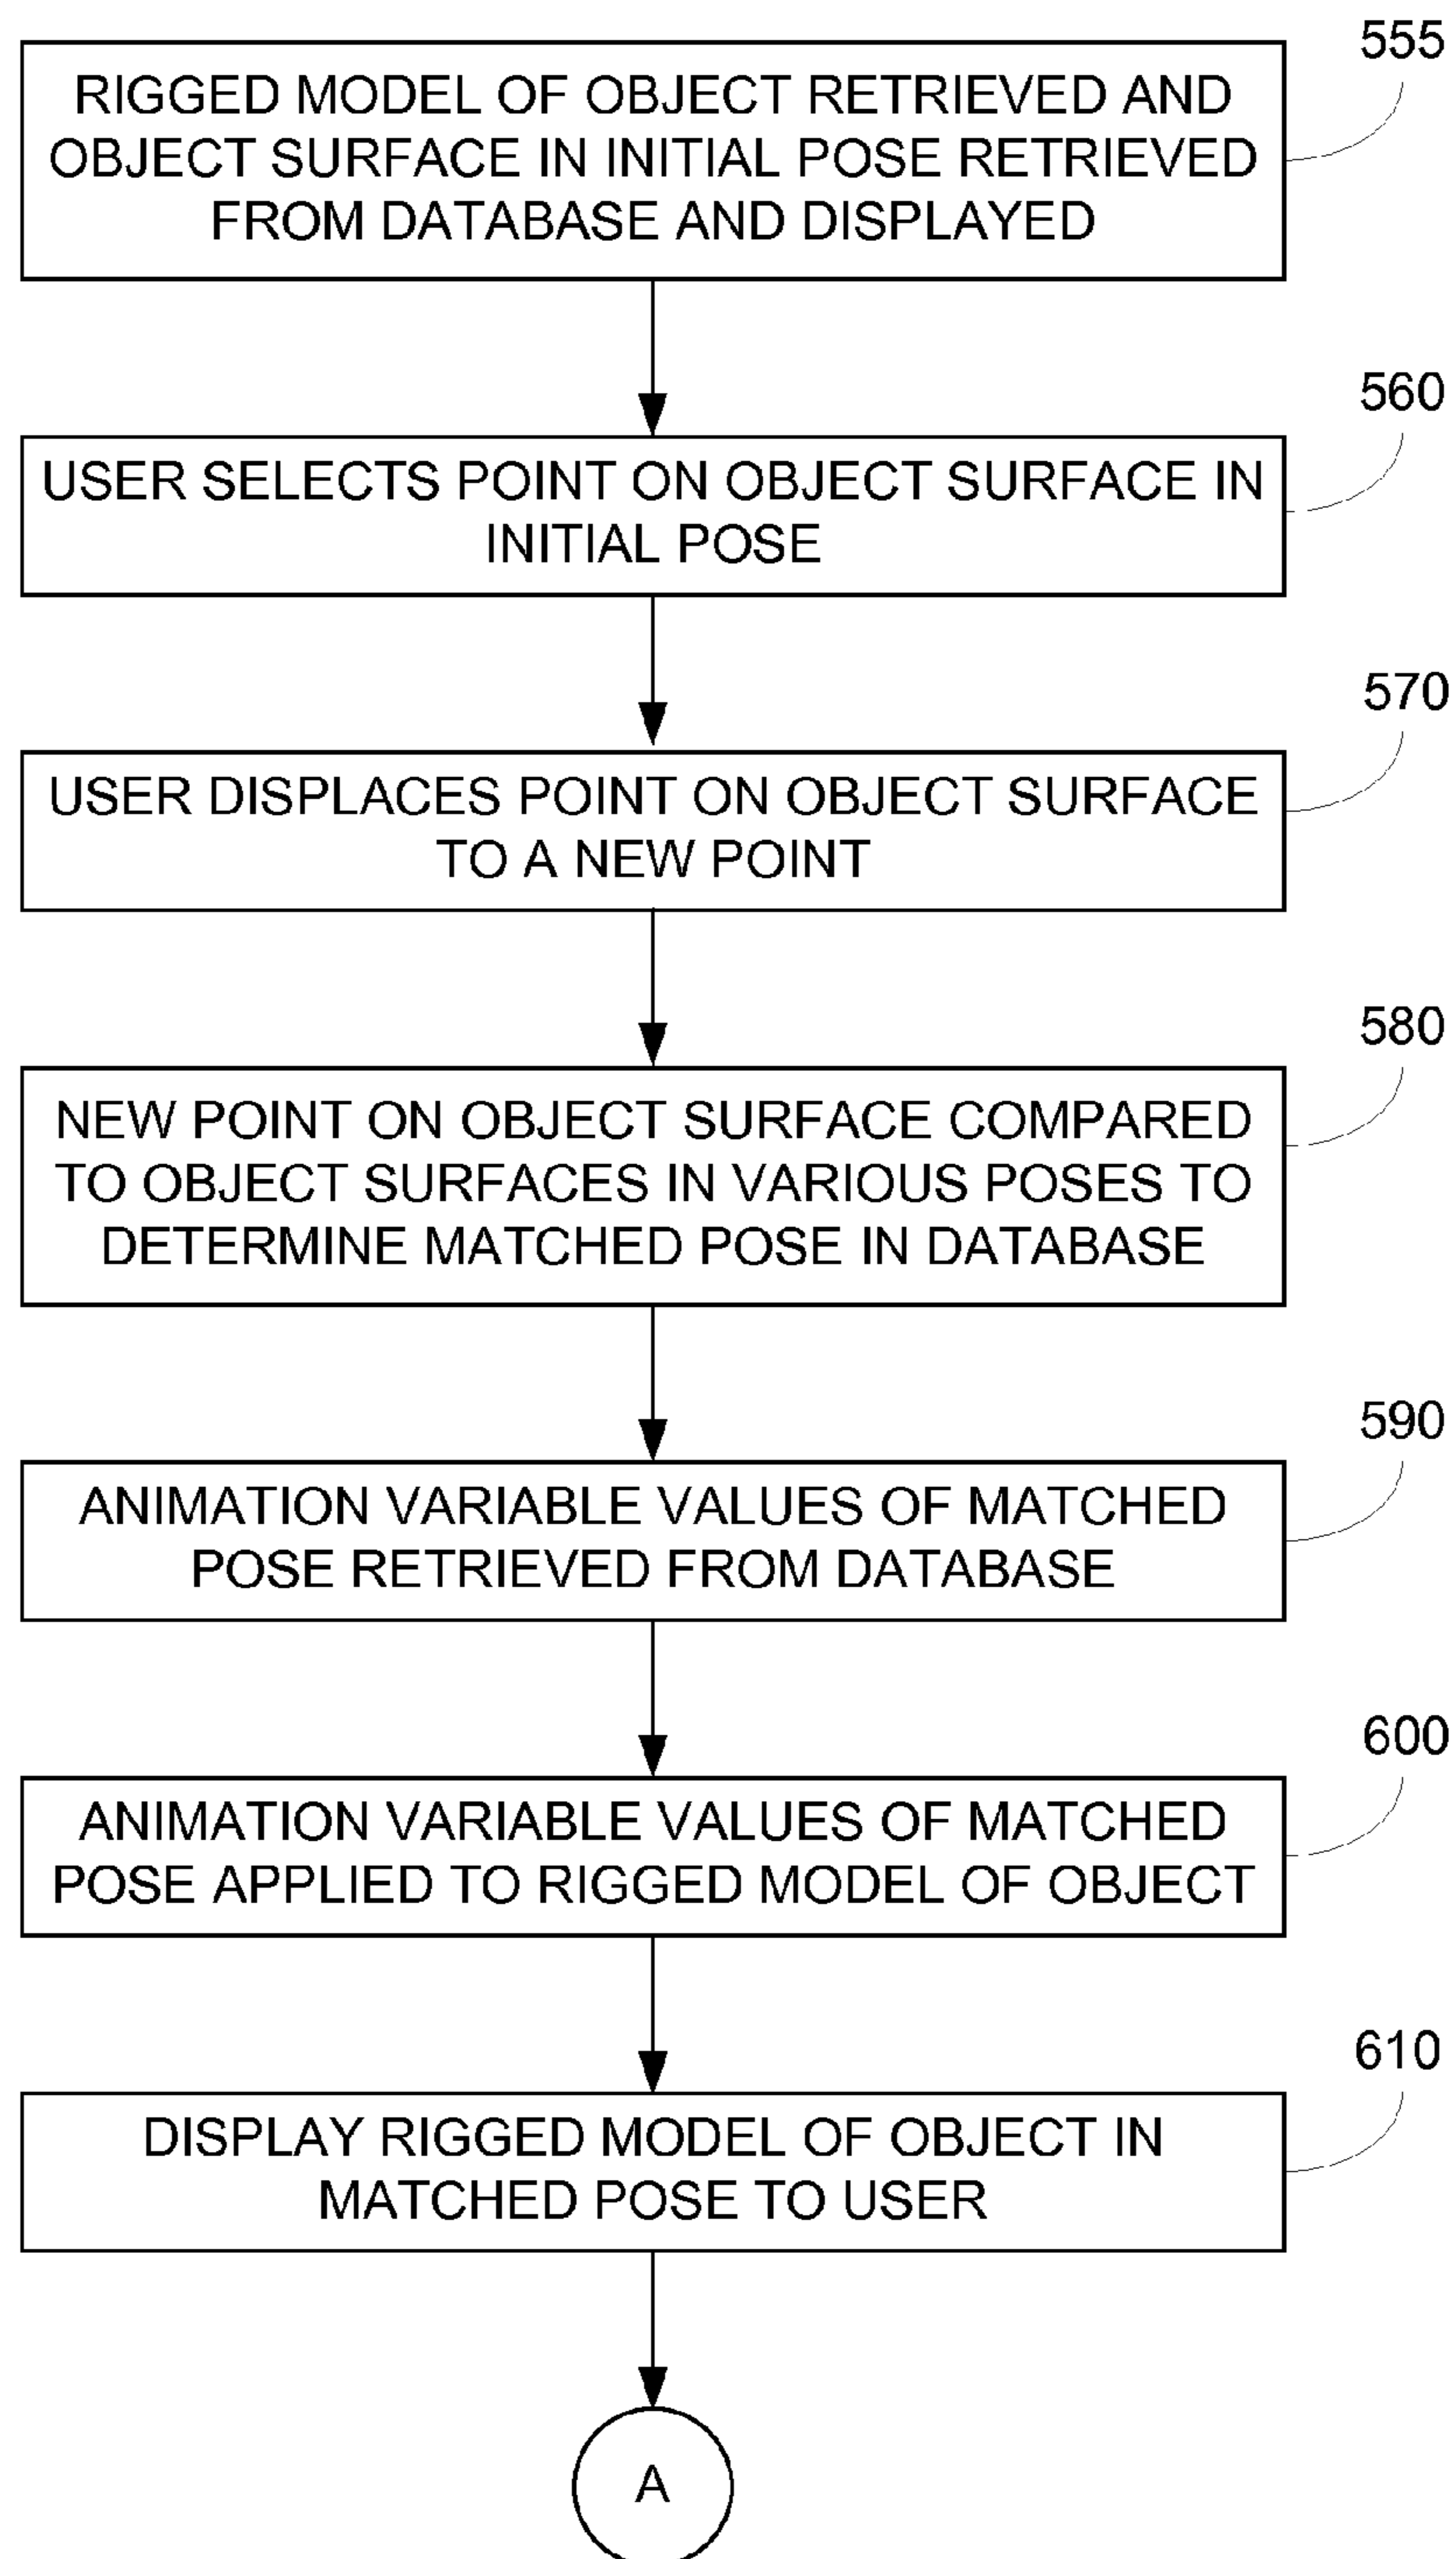 555
RIGGED MODEL OF OBJECT RETRIEVED AND
OBJECT SURFACE IN INITIAL POSE RETRIEVED
FROM DATABASE AND DISPLAYED
560
USER SELECTS POINT ON OBJECT SURFACE IN
INITIAL POSE
570
USER DISPLACES POINT ON OBJECT SURFACE
TO A NEW POINT
580
NEW POINT ON OBJECT SURFACE COMPARED
TO OBJECT SURFACES IN VARIOUS POSES TO
DETERMINE MATCHED POSE IN DATABASE
590
ANIMATION VARIABLE VALUES OF MATCHED
POSE RETRIEVED FROM DATABASE
600
ANIMATION VARIABLE VALUES OF MATCHED
POSE APPLIED TO RIGGED MODEL OF OBJECT
610
DISPLAY RIGGED MODEL OF OBJECT IN
MATCHED POSE TO USER
A